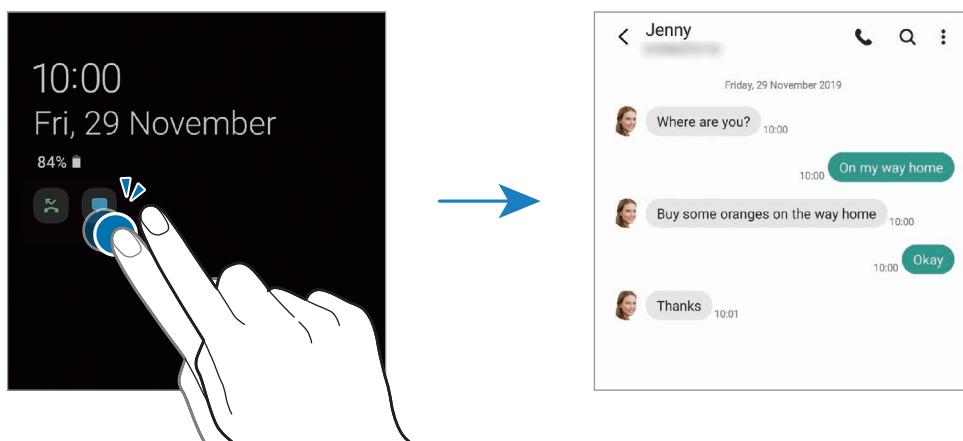 10:00
Fri, 29 November
84%
Jenny
Friday, 29 November 2019
Where are you?
10:00
On my way home
10:00
Buy some oranges on the way home
10:00
Okay
10:00
Thanks
10:01